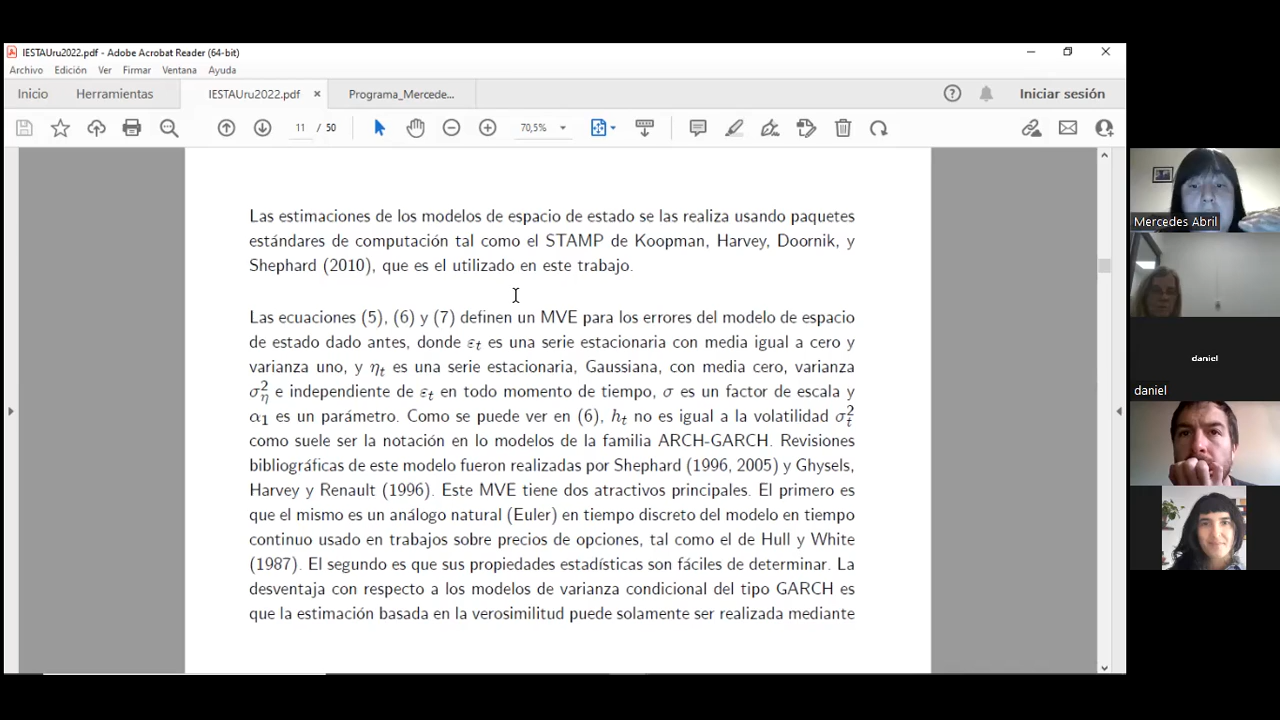 IESTAUru2022.pdf - Adobe Acrobat Reader (64-bit)
Archivo Edición Ver Firmar Ventana Ayuda
Inicio Herramientas IESTAUru2022.pdf × Programa_Mercede... Iniciar sesión
11 / 50 70,5%
Las estimaciones de los modelos de espacio de estado se las realiza usando paquetes
estándares de computación tal como el STAMP de Koopman, Harvey, Doornik, y
Shephard (2010), que es el utilizado en este trabajo.
Las ecuaciones (5), (6) y (7) definen un MVE para los errores del modelo de espacio
de estado dado antes, donde εₜ es una serie estacionaria con media igual a cero y
varianza uno, y ηₜ es una serie estacionaria, Gaussiana, con media cero, varianza
σ²_η e independiente de εₜ en todo momento de tiempo, σ es un factor de escala y
α₁ es un parámetro. Como se puede ver en (6), hₜ no es igual a la volatilidad σ²ₜ
como suele ser la notación en lo modelos de la familia ARCH-GARCH. Revisiones
bibliográficas de este modelo fueron realizadas por Shephard (1996, 2005) y Ghysels,
Harvey y Renault (1996). Este MVE tiene dos atractivos principales. El primero es
que el mismo es un análogo natural (Euler) en tiempo discreto del modelo en tiempo
continuo usado en trabajos sobre precios de opciones, tal como el de Hull y White
(1987). El segundo es que sus propiedades estadísticas son fáciles de determinar. La
desventaja con respecto a los modelos de varianza condicional del tipo GARCH es
que la estimación basada en la verosimilitud puede solamente ser realizada mediante
Mercedes Abril
daniel
daniel